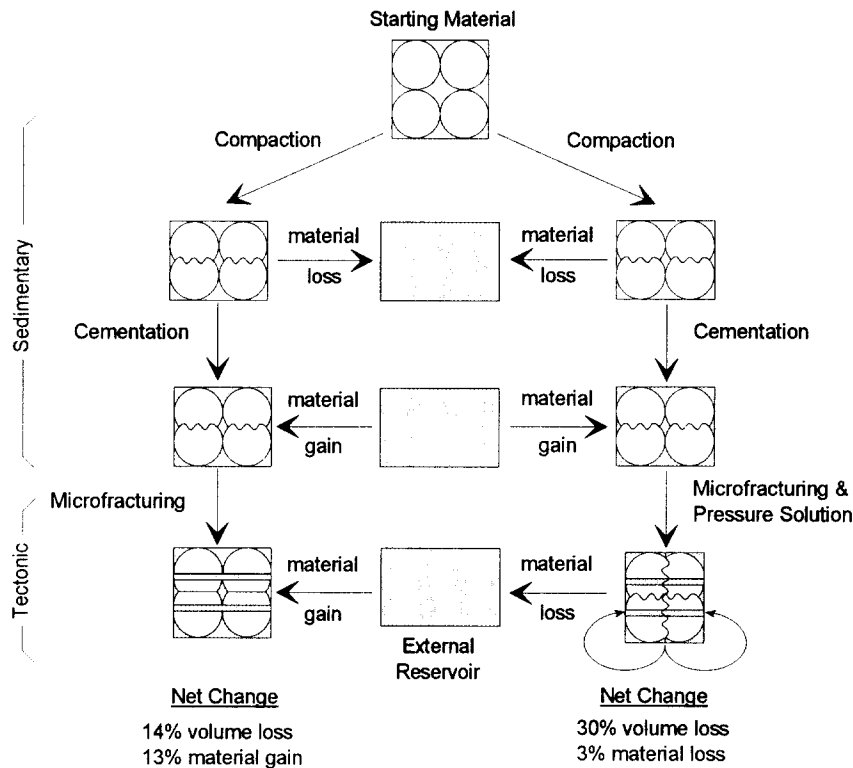 Starting Material
Compaction
Compaction
Sedimentary
material
loss
material
loss
Cementation
Cementation
material
gain
material
gain
Tectonic
Microfracturing
Microfracturing &
Pressure Solution
material
gain
material
loss
External
Reservoir
Net Change
14% volume loss
13% material gain
Net Change
30% volume loss
3% material loss